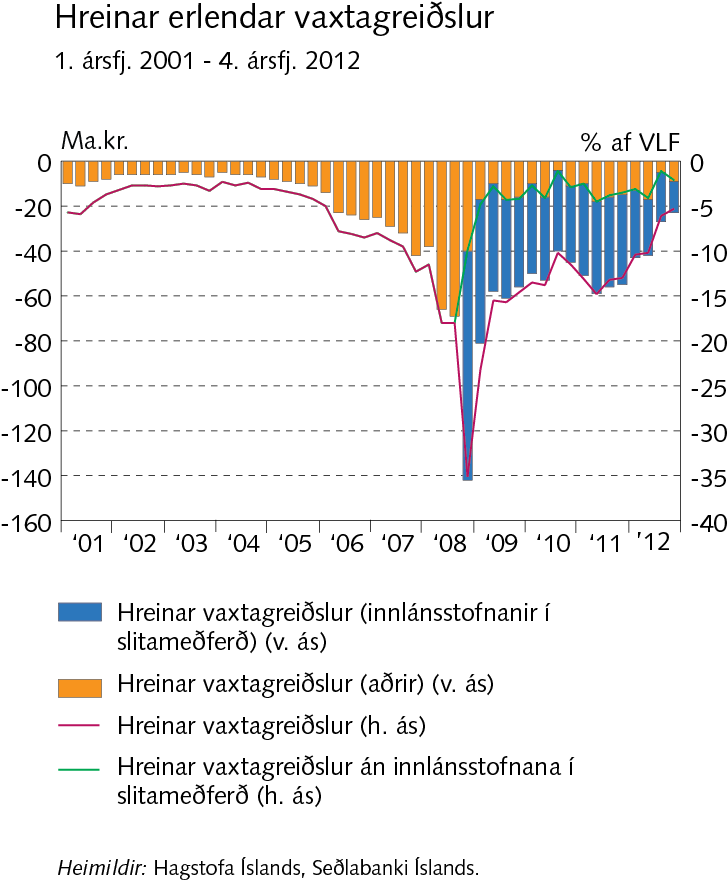 Hreinar erlendar vaxtagreiðslur
1. ársfj. 2001 - 4. ársfj. 2012
Ma.kr. % af VLF
0 0
-20 -5
-40 -10
-60 -15
-80 -20
-100 -25
-120 -30
-140 -35
-160 -40
‘01 ‘02 ‘03 ‘04 ‘05 ‘06 ‘07 ‘08 ‘09 ‘10 ‘11 ’12
Hreinar vaxtagreiðslur (innlánsstofnanir í
slitameðferð) (v. ás)
Hreinar vaxtagreiðslur (aðrir) (v. ás)
Hreinar vaxtagreiðslur (h. ás)
Hreinar vaxtagreiðslur án innlánsstofnana í
slitameðferð (h. ás)
Heimildir: Hagstofa Íslands, Seðlabanki Íslands.